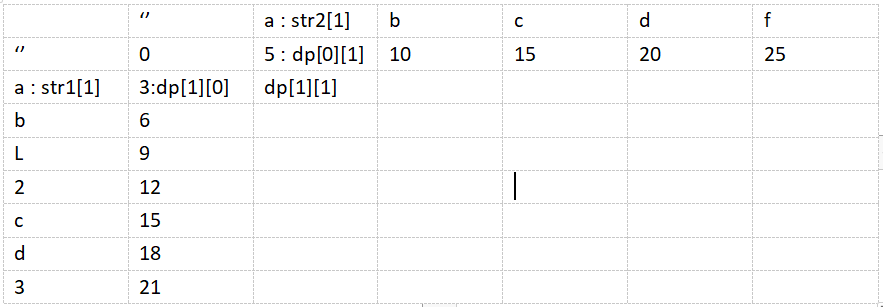 ‘’ a : str2[1] b c d f
‘’ 0 5 : dp[0][1] 10 15 20 25
a : str1[1] 3:dp[1][0] dp[1][1]
b 6
L 9
2 12
c 15
d 18
3 21